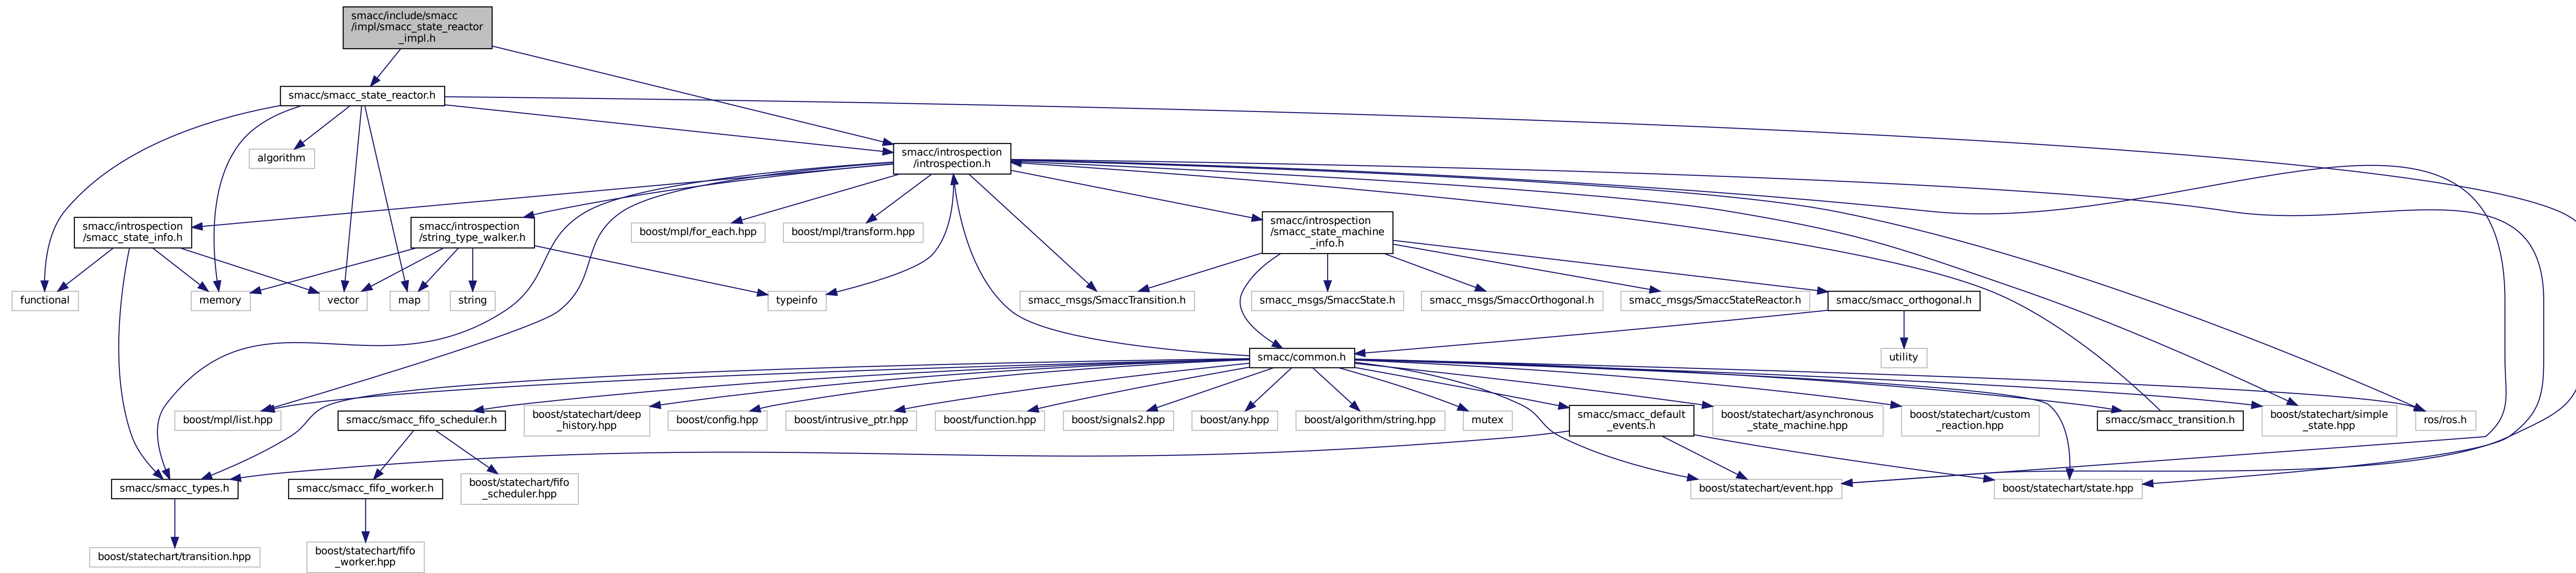 smacc/include/smacc
/impl/smacc_state_reactor
_impl.h
smacc/smacc_state_reactor.h
algorithm
smacc/introspection
/introspection.h
smacc/introspection
/smacc_state_info.h
smacc/introspection
/string_type_walker.h
boost/mpl/for_each.hpp
boost/mpl/transform.hpp
smacc/introspection
/smacc_state_machine
_info.h
functional
memory
vector
map
string
typeinfo
smacc_msgs/SmaccTransition.h
smacc_msgs/SmaccState.h
smacc_msgs/SmaccOrthogonal.h
smacc_msgs/SmaccStateReactor.h
smacc/smacc_orthogonal.h
smacc/common.h
utility
boost/mpl/list.hpp
smacc/smacc_fifo_scheduler.h
boost/statechart/deep
_history.hpp
boost/config.hpp
boost/intrusive_ptr.hpp
boost/function.hpp
boost/signals2.hpp
boost/any.hpp
boost/algorithm/string.hpp
mutex
smacc/smacc_default
_events.h
boost/statechart/asynchronous
_state_machine.hpp
boost/statechart/custom
_reaction.hpp
smacc/smacc_transition.h
boost/statechart/simple
_state.hpp
ros/ros.h
smacc/smacc_types.h
smacc/smacc_fifo_worker.h
boost/statechart/fifo
_scheduler.hpp
boost/statechart/event.hpp
boost/statechart/state.hpp
boost/statechart/transition.hpp
boost/statechart/fifo
_worker.hpp